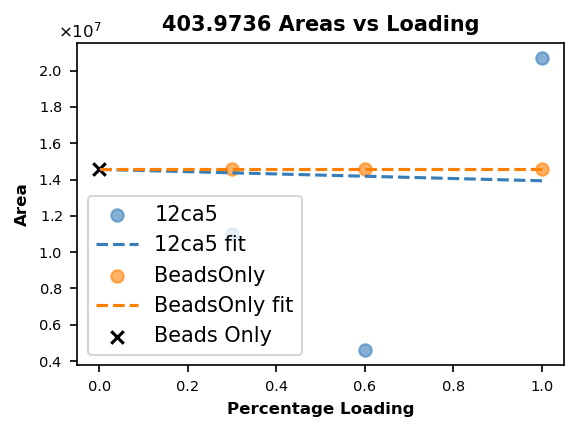 403.9736 Areas vs Loading
×10⁷
2.0
1.8
1.6
1.4
1.2
1.0
0.8
0.6
0.4
Area
12ca5
12ca5 fit
BeadsOnly
BeadsOnly fit
Beads Only
0.0 0.2 0.4 0.6 0.8 1.0
Percentage Loading